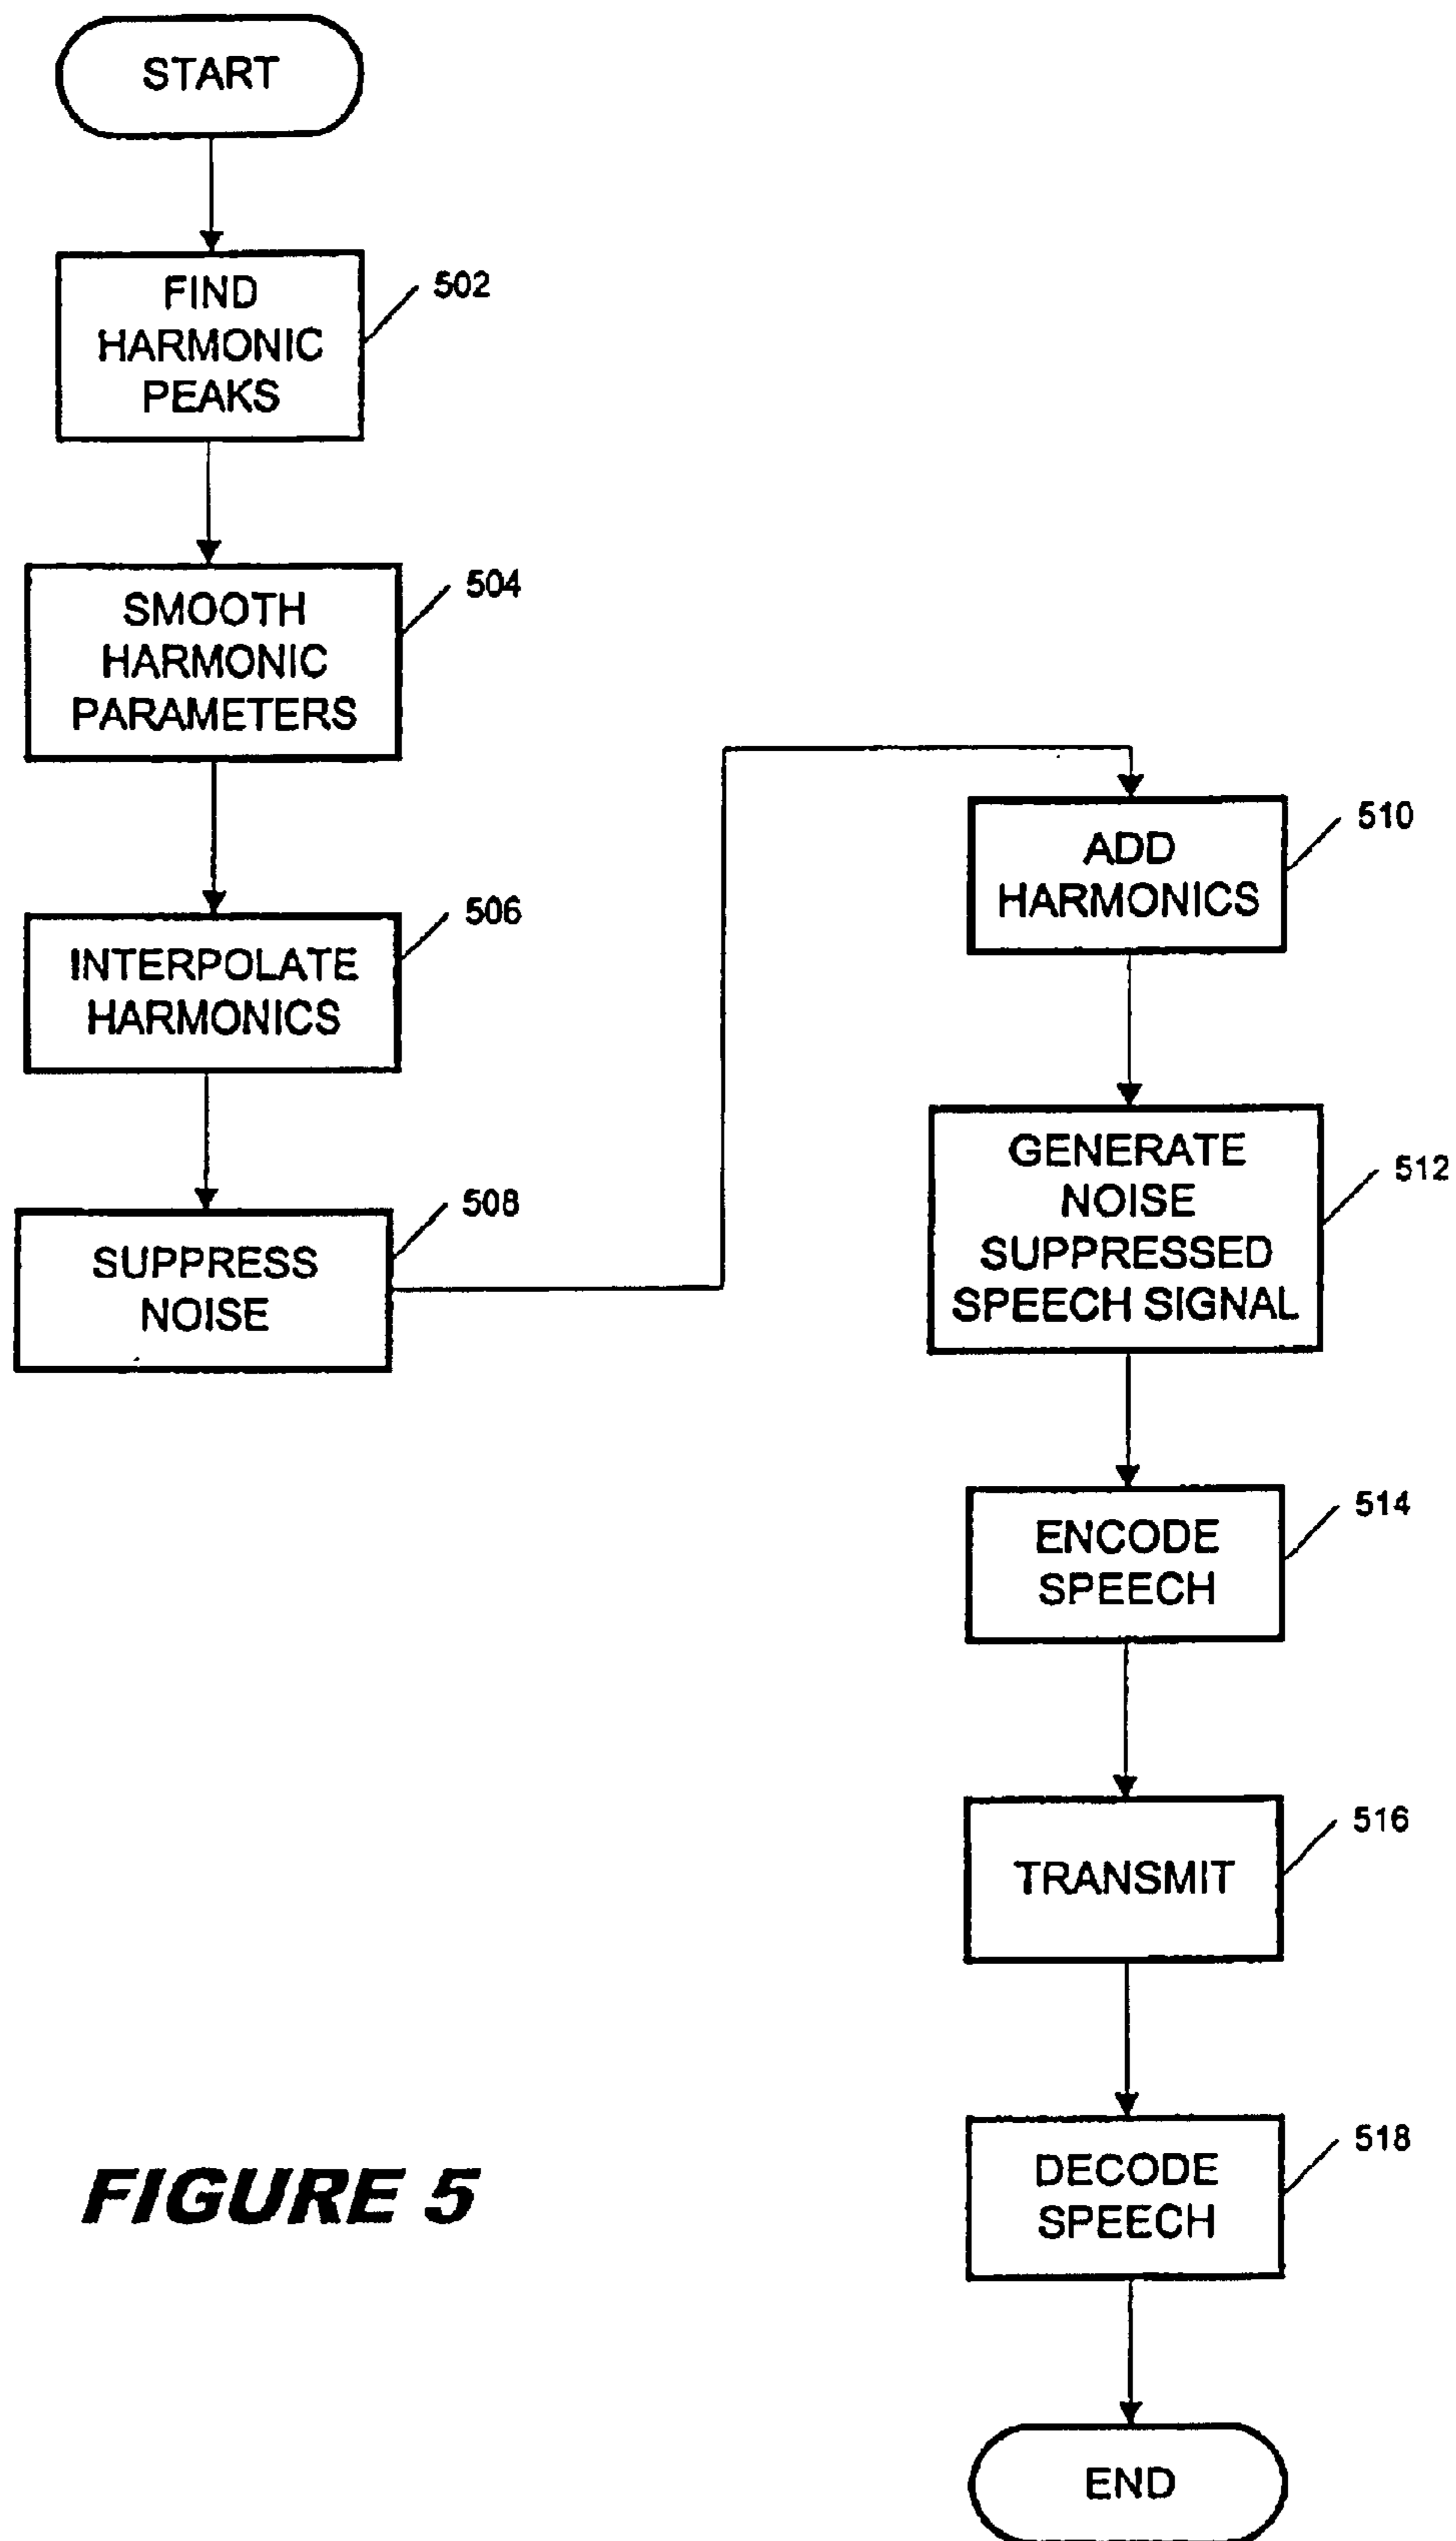 START
FIND
HARMONIC
PEAKS
502
SMOOTH
HARMONIC
PARAMETERS
504
INTERPOLATE
HARMONICS
506
SUPPRESS
NOISE
508
ADD
HARMONICS
510
GENERATE
NOISE
SUPPRESSED
SPEECH SIGNAL
512
ENCODE
SPEECH
514
TRANSMIT
516
DECODE
SPEECH
518
END
FIGURE 5